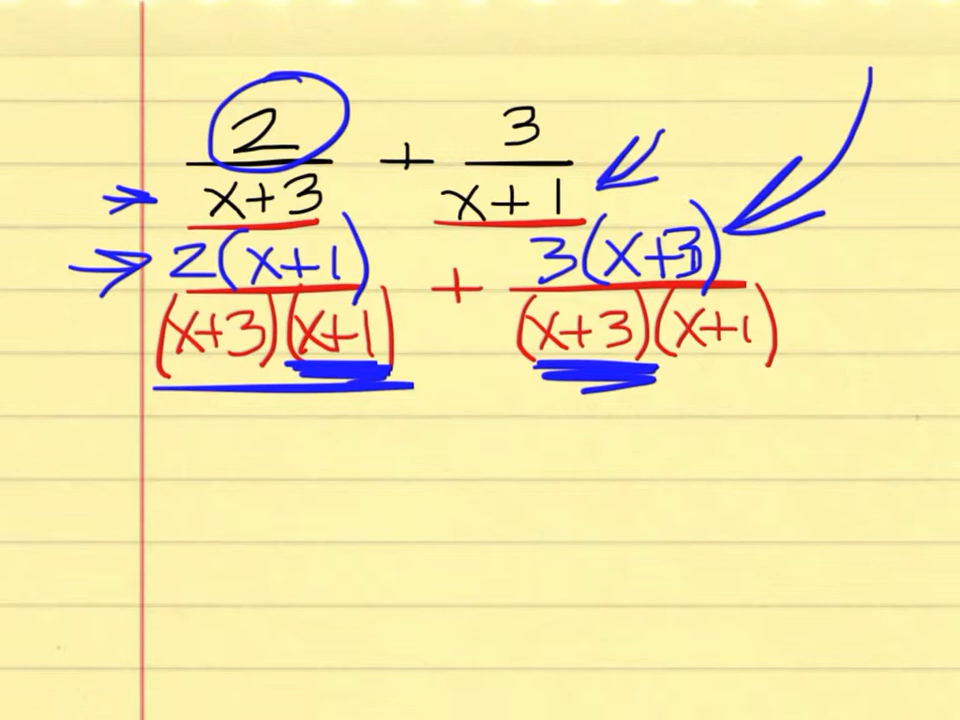 2 + 3
x+3 x+1
2(x+1) + 3(x+3)
(x+3)(x+1) (x+3)(x+1)